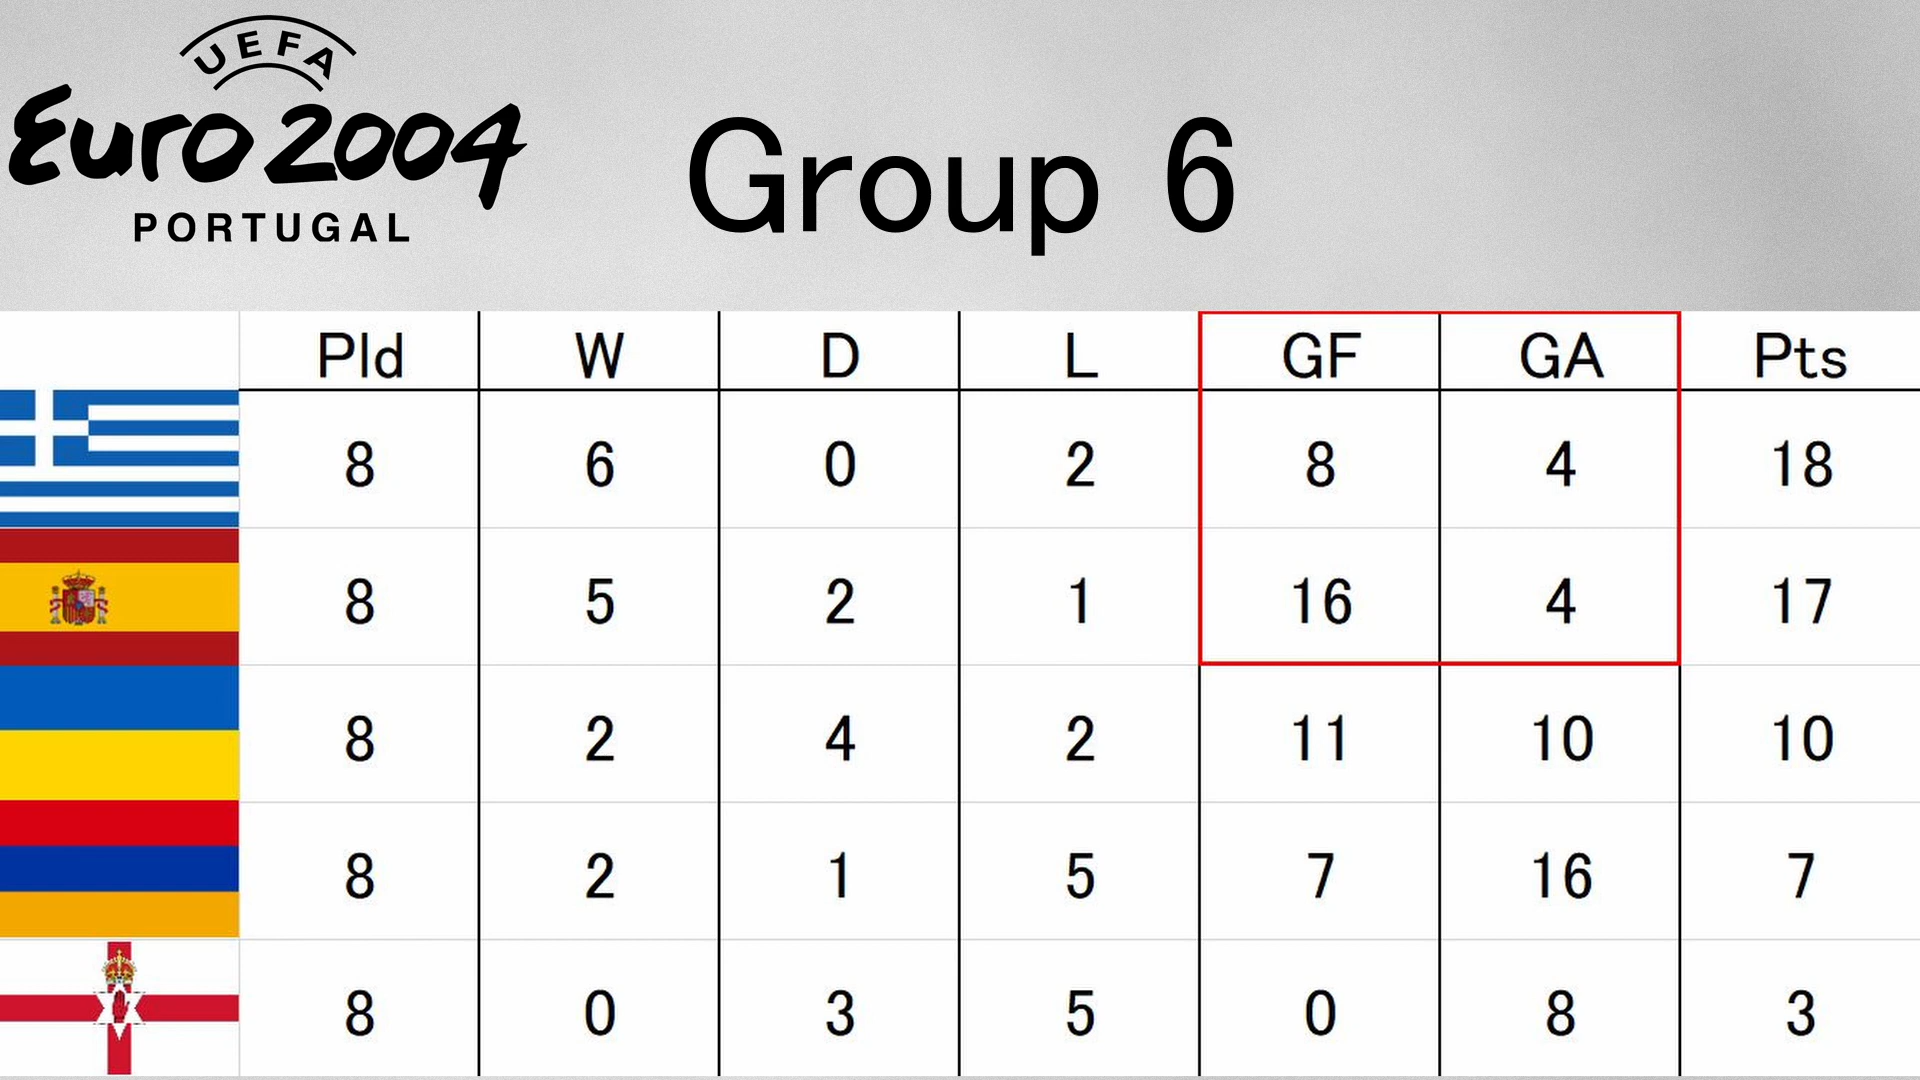 UEFA
Euro 2004
PORTUGAL
Group 6
Pld W D L GF GA Pts
8 6 0 2 8 4 18
8 5 2 1 16 4 17
8 2 4 2 11 10 10
8 2 1 5 7 16 7
8 0 3 5 0 8 3